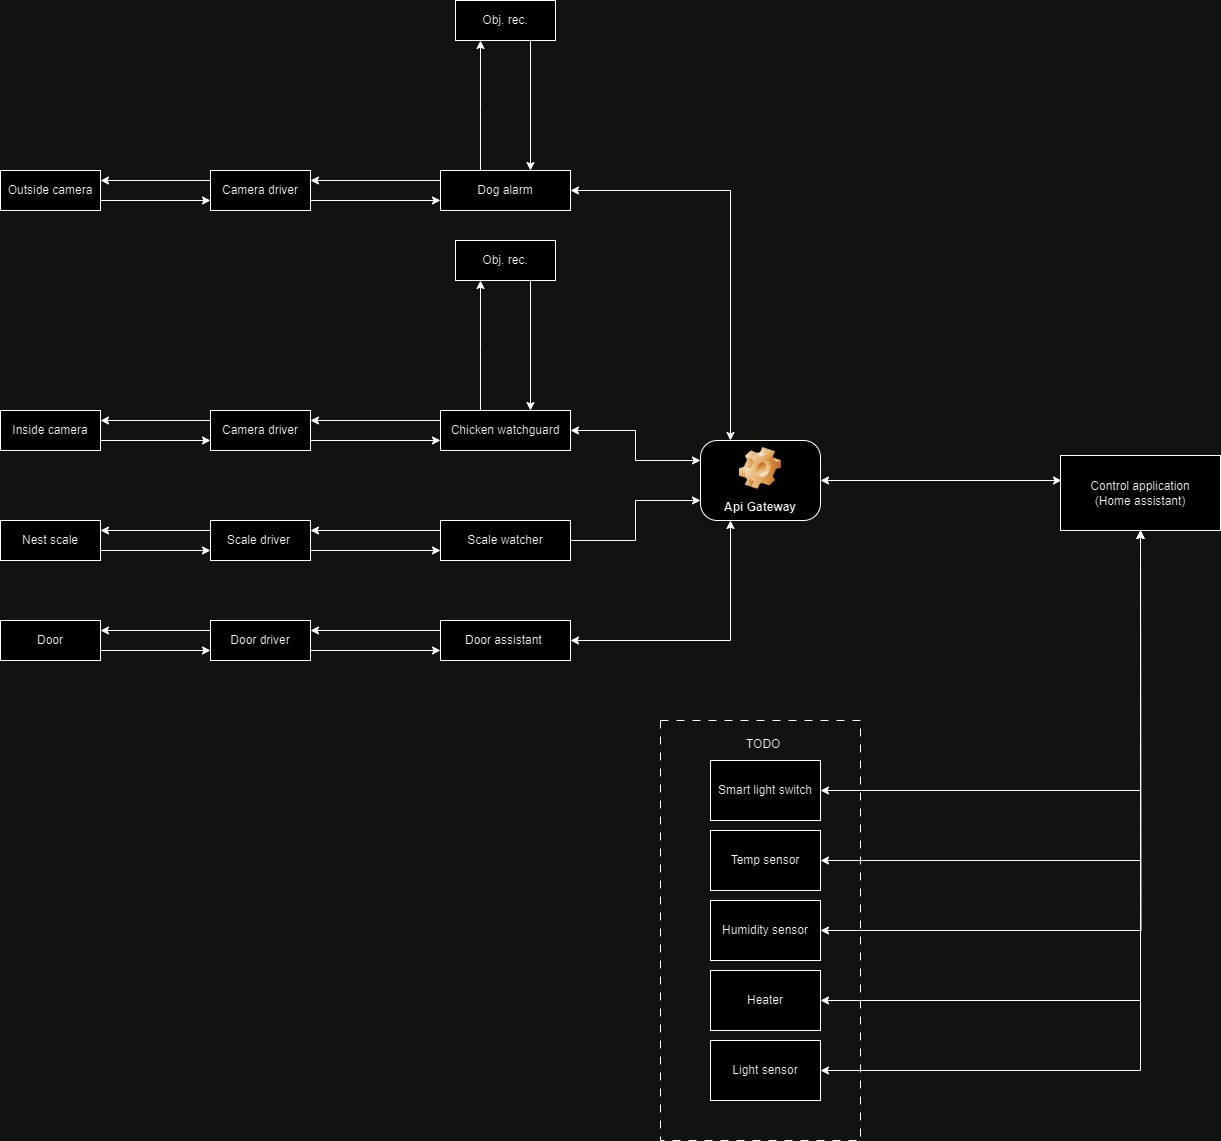 Obj. rec.
Outside camera
Camera driver
Dog alarm
Obj. rec.
Inside camera
Camera driver
Chicken watchguard
Api Gateway
Control application
(Home assistant)
Nest scale
Scale driver
Scale watcher
Door
Door driver
Door assistant
TODO
Smart light switch
Temp sensor
Humidity sensor
Heater
Light sensor